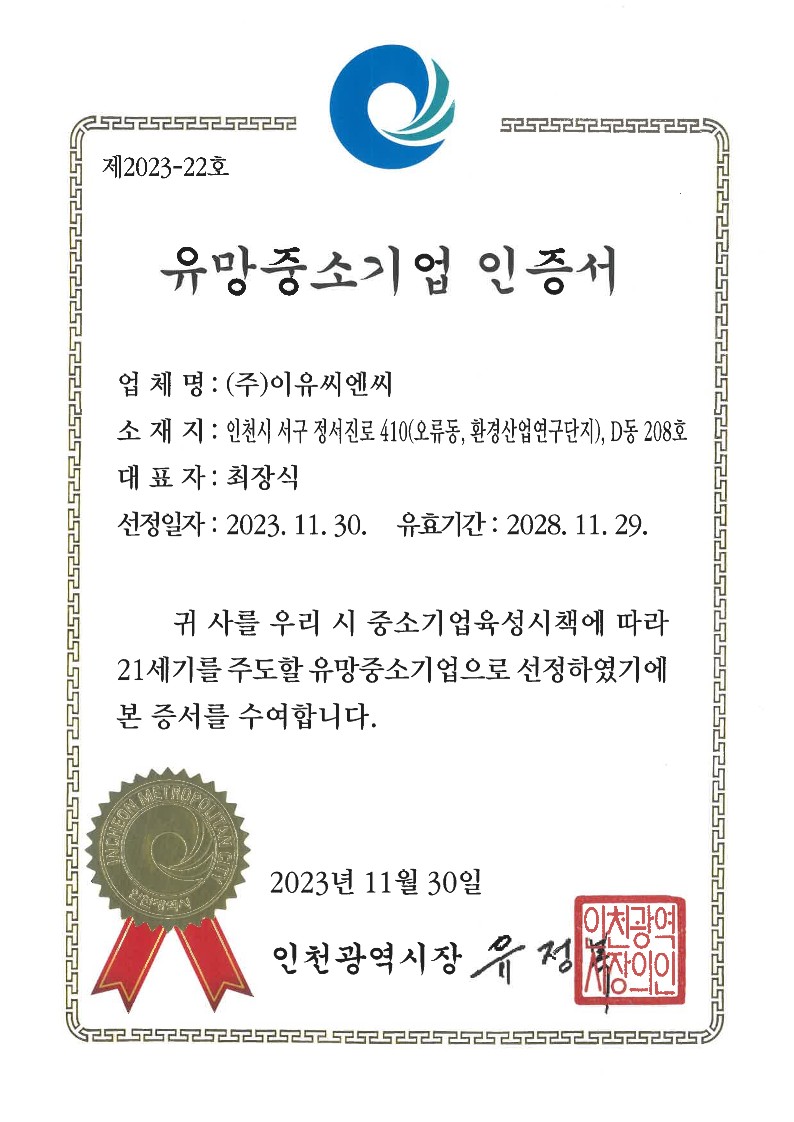 제2023-22호
유망중소기업 인증서
업 체 명 : (주)이유씨엔씨
소 재 지 : 인천시 서구 정서진로 410(오류동, 환경산업연구단지), D동 208호
대 표 자 : 최장식
선정일자 : 2023. 11. 30. 유효기간 : 2028. 11. 29.
귀 사를 우리 시 중소기업육성시책에 따라
21세기를 주도할 유망중소기업으로 선정하였기에
본 증서를 수여합니다.
INCHEON METROPOLITAN CITY
인천광역시
2023년 11월 30일
인천광역시장 유정복
인천광역
시장의인